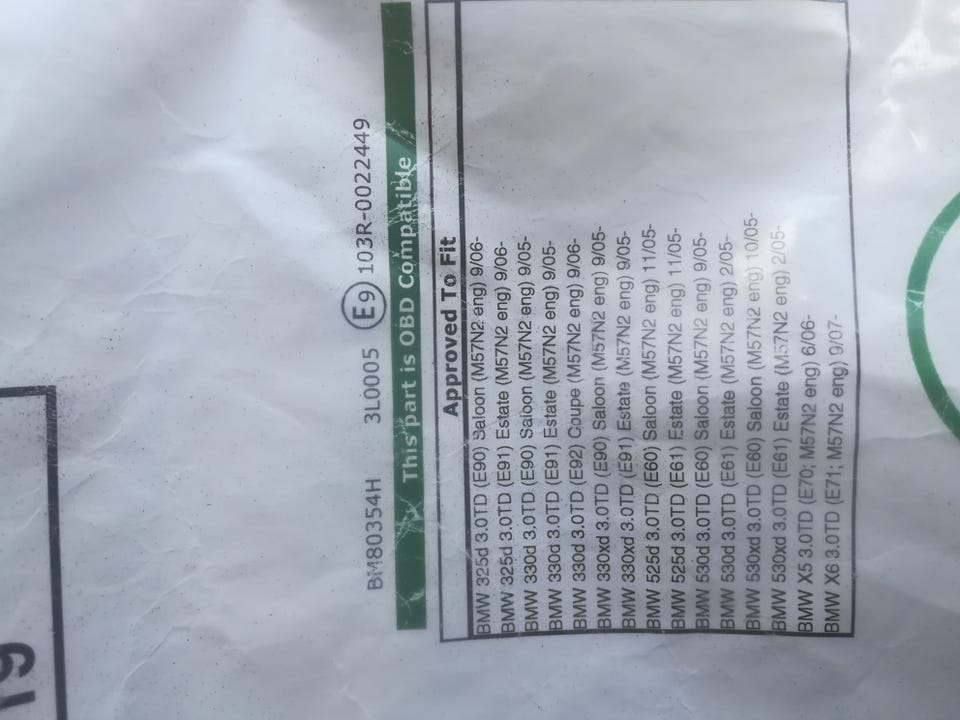 BM80354H 3L0005 E9 103R-0022449
This part is OBD Compatible
Approved To Fit
BMW 325d 3.0TD (E90) Saloon (M57N2 eng) 9/06-
BMW 325d 3.0TD (E91) Estate (M57N2 eng) 9/06-
BMW 330d 3.0TD (E90) Saloon (M57N2 eng) 9/05-
BMW 330d 3.0TD (E91) Estate (M57N2 eng) 9/05-
BMW 330d 3.0TD (E92) Coupe (M57N2 eng) 9/06-
BMW 330xd 3.0TD (E90) Saloon (M57N2 eng) 9/05-
BMW 330xd 3.0TD (E91) Estate (M57N2 eng) 9/05-
BMW 525d 3.0TD (E60) Saloon (M57N2 eng) 11/05-
BMW 525d 3.0TD (E61) Estate (M57N2 eng) 11/05-
BMW 530d 3.0TD (E60) Saloon (M57N2 eng) 9/05-
BMW 530d 3.0TD (E61) Estate (M57N2 eng) 2/05-
BMW 530xd 3.0TD (E60) Saloon (M57N2 eng) 10/05-
BMW 530xd 3.0TD (E61) Estate (M57N2 eng) 2/05-
BMW X5 3.0TD (E70; M57N2 eng) 6/06-
BMW X6 3.0TD (E71; M57N2 eng) 9/07-